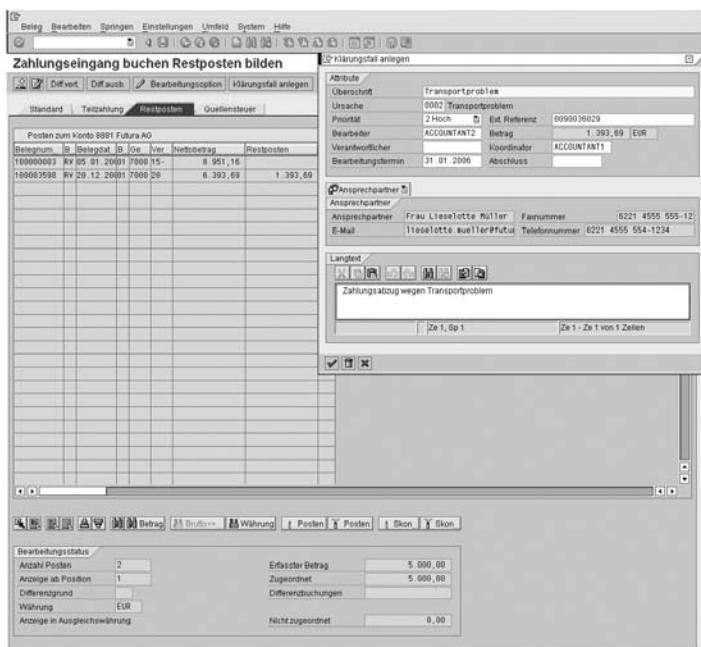 Beleg Bearbeiten Springen Einstellungen Umfeld System Hilfe
Zahlungseingang buchen Restposten bilden
Diff.vert. Diff.ausb. Bearbeitungsoption Klärungsfall anlegen
Standard Teilzahlung Restposten Quellensteuer
Posten zum Konto 8881 Futura AG
Belegnum B Belegdat B Ge Ver Nettobetrag Restposten
100000003 RV 05.01.20 01 7000 15- 8.951,16
100003598 RV 20.12.20 01 7000 20 6.393,69 1.393,69
Klärungsfall anlegen
Attribute
Überschrift Transportproblem
Ursache 0002 Transportproblem
Priorität 2 Hoch Ext. Referenz 0090036029
Bearbeiter ACCOUNTANT2 Betrag 1.393,69 EUR
Verantwortlicher Koordinator ACCOUNTANT1
Bearbeitungstermin 31.01.2006 Abschluss
Ansprechpartner
Ansprechpartner
Ansprechpartner Frau Lieselotte Müller Faxnummer 6221 4555 555-12
E-Mail lieselotte.mueller@futu Telefonnummer 6221 4555 554-1234
Langtext
Zahlungsabzug wegen Transportproblem
Ze 1, Sp 1 Ze 1 - Ze 1 von 1 Zeilen
Betrag Brutto<> Währung Posten Posten Skon. Skon.
Bearbeitungsstatus
Anzahl Posten 2 Erfasster Betrag 5.000,00
Anzeige ab Position 1 Zugeordnet 5.000,00
Differenzgrund Differenzbuchungen
Währung EUR
Anzeige in Ausgleichswährung Nicht zugeordnet 0,00